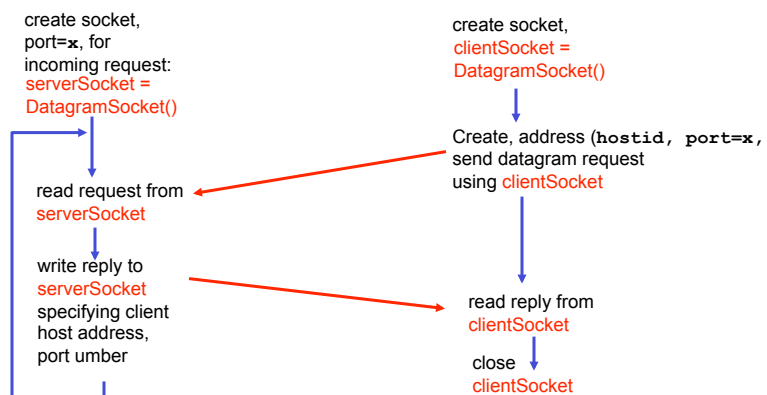 create socket,
port=x, for
incoming request:
serverSocket =
DatagramSocket()
read request from
serverSocket
write reply to
serverSocket
specifying client
host address,
port umber
create socket,
clientSocket =
DatagramSocket()
Create, address (hostid, port=x,
send datagram request
using clientSocket
read reply from
clientSocket
close
clientSocket